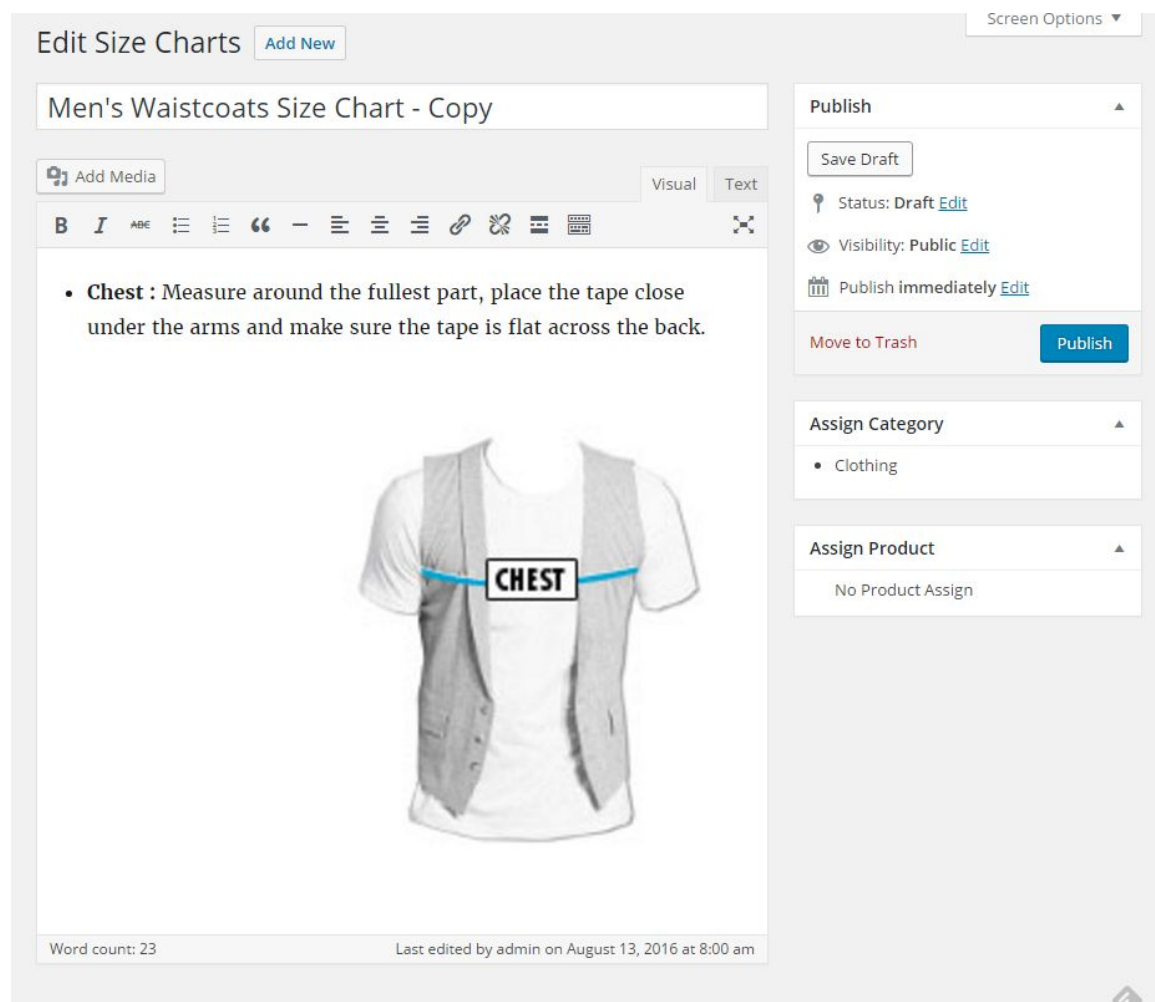 Screen Options
Edit Size Charts Add New
Men's Waistcoats Size Chart - Copy
Add Media
Visual Text
B I ABC
• Chest : Measure around the fullest part, place the tape close
under the arms and make sure the tape is flat across the back.
CHEST
Word count: 23 Last edited by admin on August 13, 2016 at 8:00 am
Publish
Save Draft
Status: Draft Edit
Visibility: Public Edit
Publish immediately Edit
Move to Trash Publish
Assign Category
• Clothing
Assign Product
No Product Assign